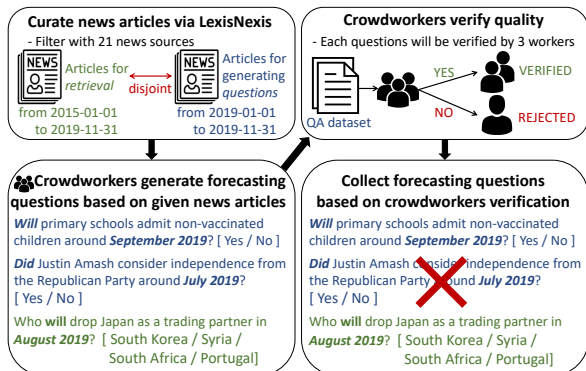 Curate news articles via LexisNexis
- Filter with 21 news sources
NEWS
Articles for
retrieval
disjoint
NEWS
Articles for
generating
questions
from 2015-01-01
to 2019-11-31
from 2019-01-01
to 2019-11-31
Crowdworkers verify quality
- Each questions will be verified by 3 workers
QA dataset
YES
NO
VERIFIED
REJECTED
Crowdworkers generate forecasting
questions based on given news articles
Will primary schools admit non-vaccinated
children around September 2019? [ Yes / No ]
Did Justin Amash consider independence from
the Republican Party around July 2019?
[ Yes / No ]
Who will drop Japan as a trading partner in
August 2019? [ South Korea / Syria /
South Africa / Portugal]
Collect forecasting questions
based on crowdworkers verification
Will primary schools admit non-vaccinated
children around September 2019? [ Yes / No ]
Did Justin Amash consider independence from
the Republican Party around July 2019?
[ Yes / No ]
Who will drop Japan as a trading partner in
August 2019? [ South Korea / Syria /
South Africa / Portugal]